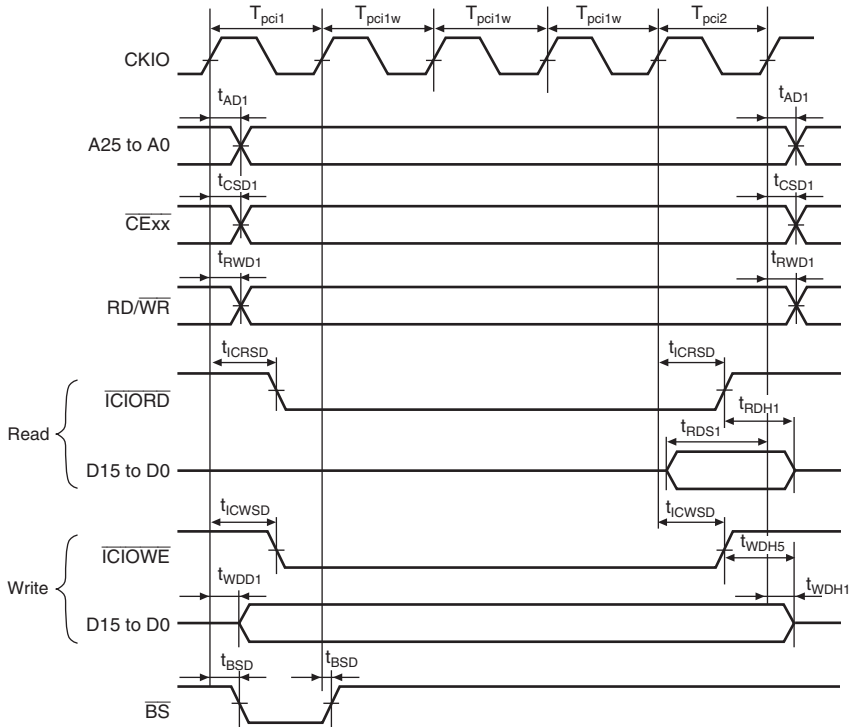 Tpci1 Tpci1w Tpci1w Tpci1w Tpci2
CKIO
tAD1 tAD1
A25 to A0
tCSD1 tCSD1
CExx
tRWD1 tRWD1
RD/WR
tICRSD tICRSD
ICIORD
tRDH1
Read
tRDS1
D15 to D0
tICWSD tICWSD
ICIOWE
tWDH5
Write
tWDD1 tWDH1
D15 to D0
tBSD tBSD
BS